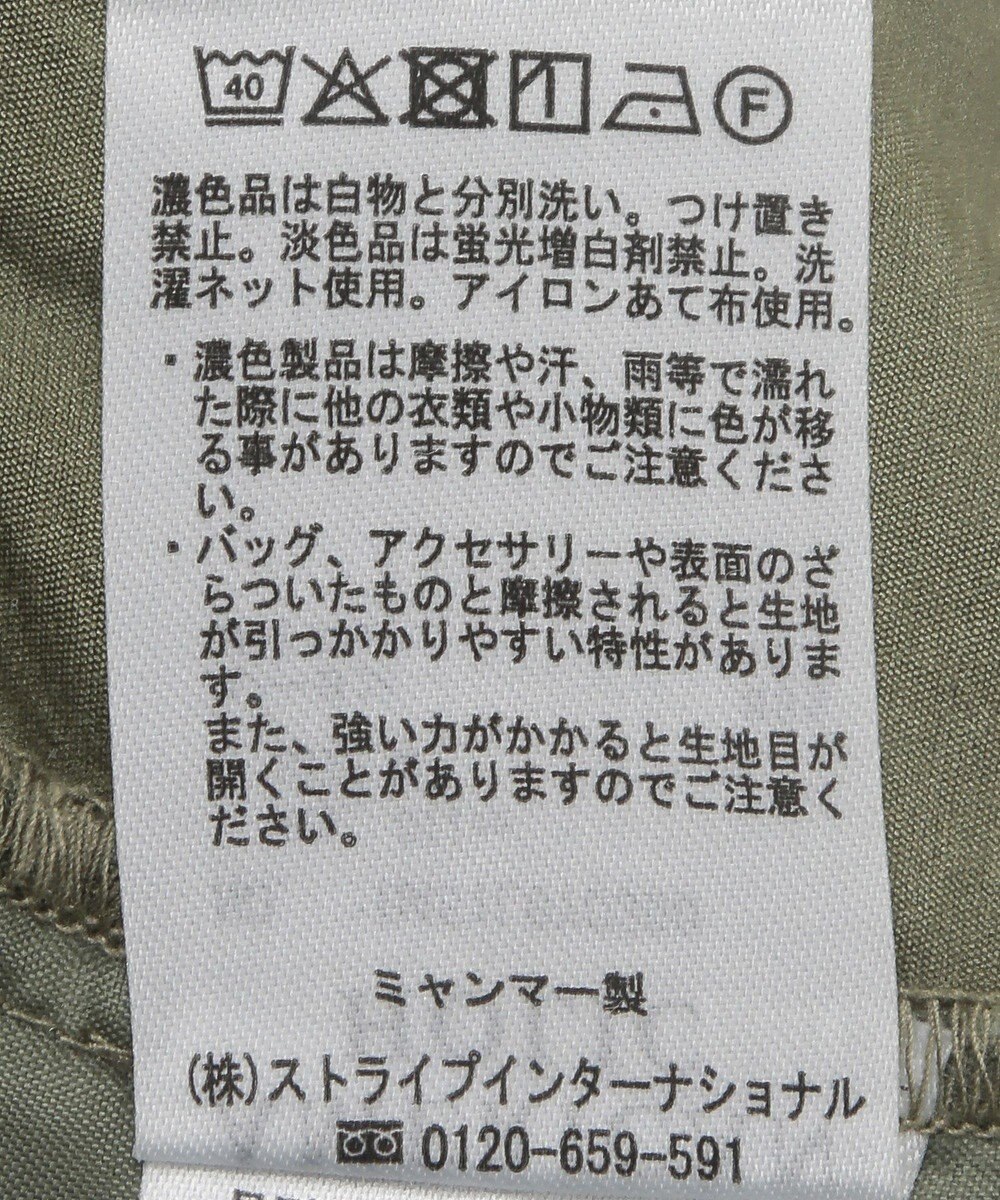 40 F
濃色品は白物と分別洗い。つけ置き
禁止。淡色品は蛍光増白剤禁止。洗
濯ネット使用。アイロンあて布使用。
・濃色製品は摩擦や汗、雨等で濡れ
た際に他の衣類や小物類に色が移
る事がありますのでご注意くださ
い。
・バッグ、アクセサリーや表面のざ
らついたものと摩擦されると生地
が引っかかりやすい特性がありま
す。
また、強い力がかかると生地目が
開くことがありますのでご注意く
ださい。
ミャンマー製
(株)ストライプインターナショナル
0120-659-591